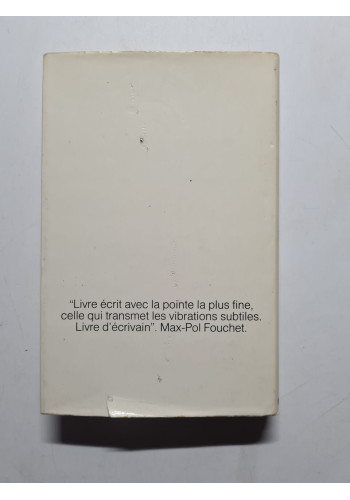 "Livre écrit avec la pointe la plus fine,
celle qui transmet les vibrations subtiles.
Livre d'écrivain". Max-Pol Fouchet.